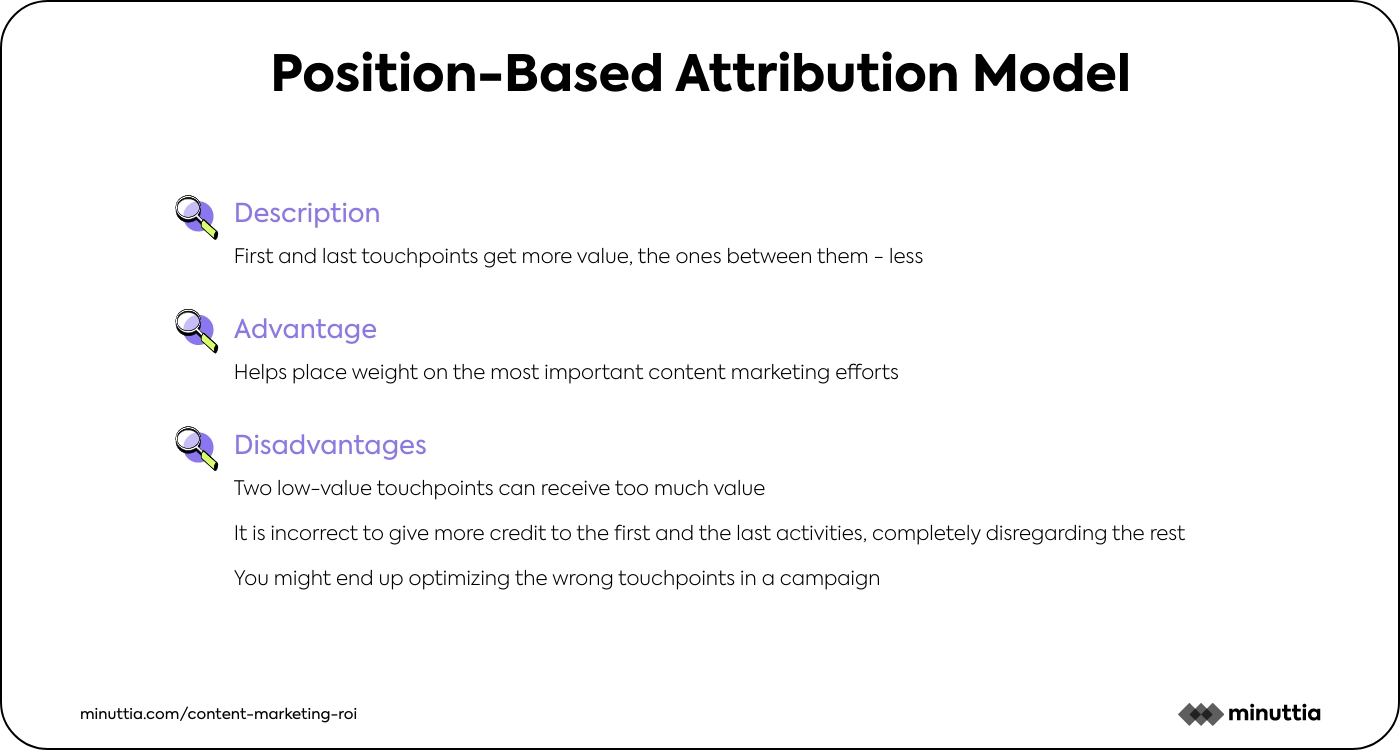 Position-Based Attribution Model
Description
First and last touchpoints get more value, the ones between them - less
Advantage
Helps place weight on the most important content marketing efforts
Disadvantages
Two low-value touchpoints can receive too much value
It is incorrect to give more credit to the first and the last activities, completely disregarding the rest
You might end up optimizing the wrong touchpoints in a campaign
minuttia.com/content-marketing-roi
minuttia